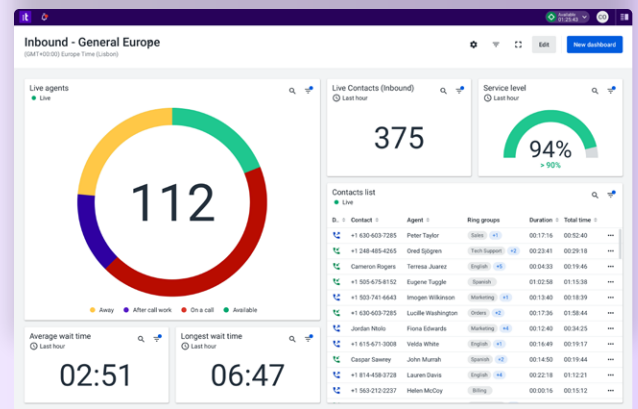 it
Available
01:25:43
CD
Inbound - General Europe
(GMT+00:00) Europe Time (Lisbon)
Edit
New dashboard
Live agents
Live
112
Away After call work On a call Available
Live Contacts (Inbound)
Last hour
375
Service level
Last hour
94%
> 90%
Contacts list
Live
D.. Contact Agent Ring groups Duration Total time
+1 630-603-7285 Peter Taylor Sales +1 00:17:16 00:52:40 ...
+1 248-485-4265 Ored Sjögren Tech Support +2 00:23:41 00:29:18 ...
Cameron Rogers Terresa Juarez English +5 00:04:33 00:19:46 ...
+1 505-675-8152 Eugene Tuggle Spanish 01:02:58 01:15:38 ...
+1 503-741-6643 Imogen Wilkinson Marketing +1 00:13:40 00:18:39 ...
+1 630-603-7285 Lucille Washington Orders +2 00:17:36 01:58:44 ...
Jordan Ntolo Fiona Edwards Marketing +4 00:12:40 00:34:25 ...
+1 615-671-3008 Velda White English +1 00:16:49 00:19:17 ...
Caspar Sawrey John Murrah Spanish +2 00:14:50 00:19:44 ...
+1 814-458-3728 Lauren Davis English +4 00:22:18 01:12:21 ...
+1 563-212-2237 Helen McCoy Billing 00:00:16 00:15:12 ...
Average wait time
Last hour
02:51
Longest wait time
Last hour
06:47